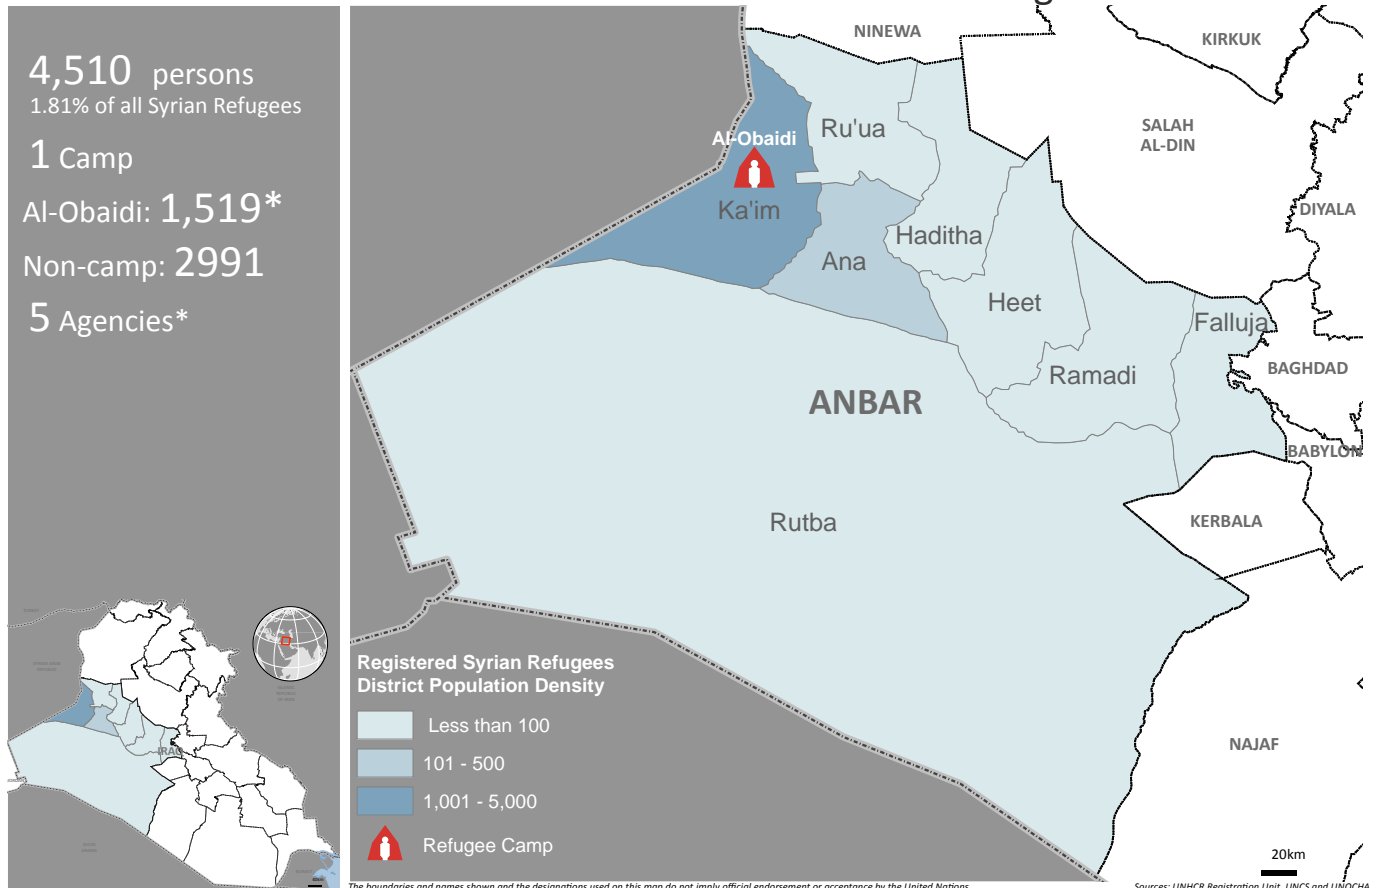 4,510 persons
1.81% of all Syrian Refugees
1 Camp
Al-Obaidi: 1,519*
Non-camp: 2991
5 Agencies*
IRAQ
NINEWA
KIRKUK
SALAH
AL-DIN
DIYALA
BAGHDAD
BABYLON
KERBALA
NAJAF
Al-Obaidi
Ka'im
Ru'ua
Ana
Haditha
Heet
Falluja
Ramadi
ANBAR
Rutba
Registered Syrian Refugees
District Population Density
Less than 100
101 - 500
1,001 - 5,000
Refugee Camp
20km
The boundaries and names shown and the designations used on this map do not imply official endorsement or acceptance by the United Nations
Sources: UNHCR Registration Unit, UNCS and UNOCHA